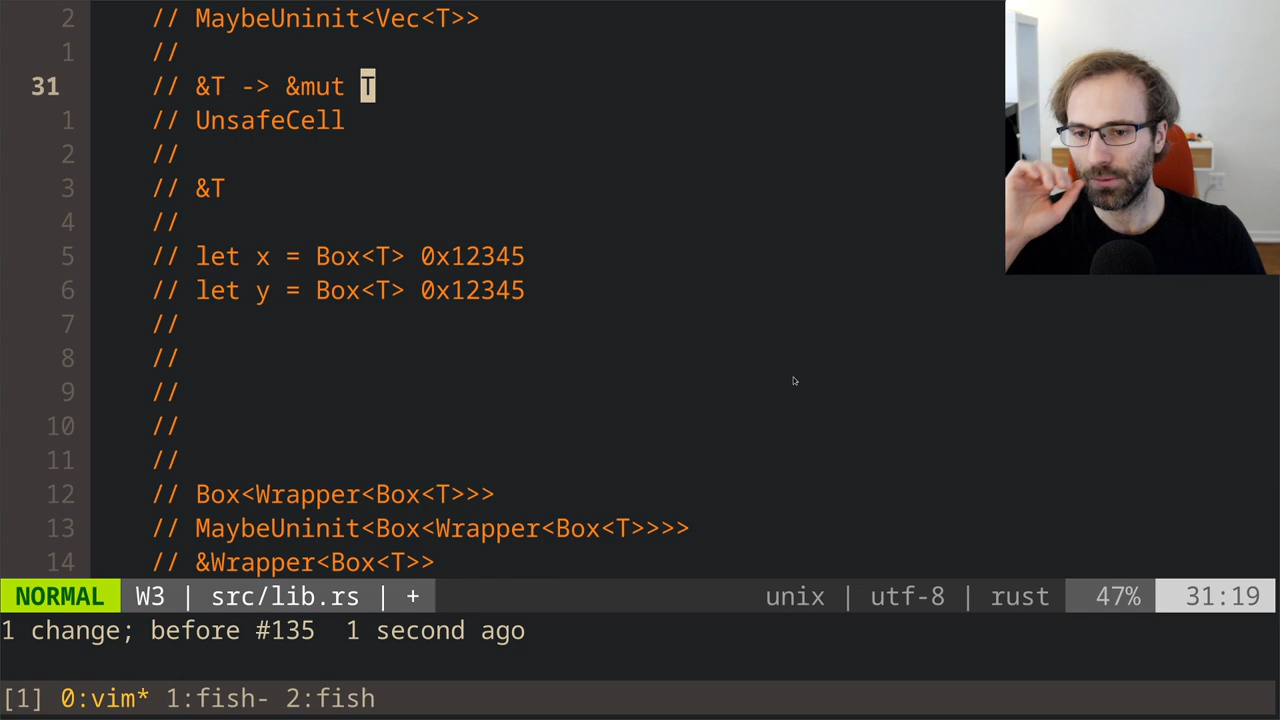 2 // MaybeUninit<Vec<T>>
1 //
31 // &T -> &mut T
1 // UnsafeCell
2 //
3 // &T
4 //
5 // let x = Box<T> 0x12345
6 // let y = Box<T> 0x12345
7 //
8 //
9 //
10 //
11 //
12 // Box<Wrapper<Box<T>>>
13 // MaybeUninit<Box<Wrapper<Box<T>>>>
14 // &Wrapper<Box<T>>
NORMAL W3 | src/lib.rs | + unix | utf-8 | rust 47% 31:19
1 change; before #135 1 second ago
[1] 0:vim* 1:fish- 2:fish